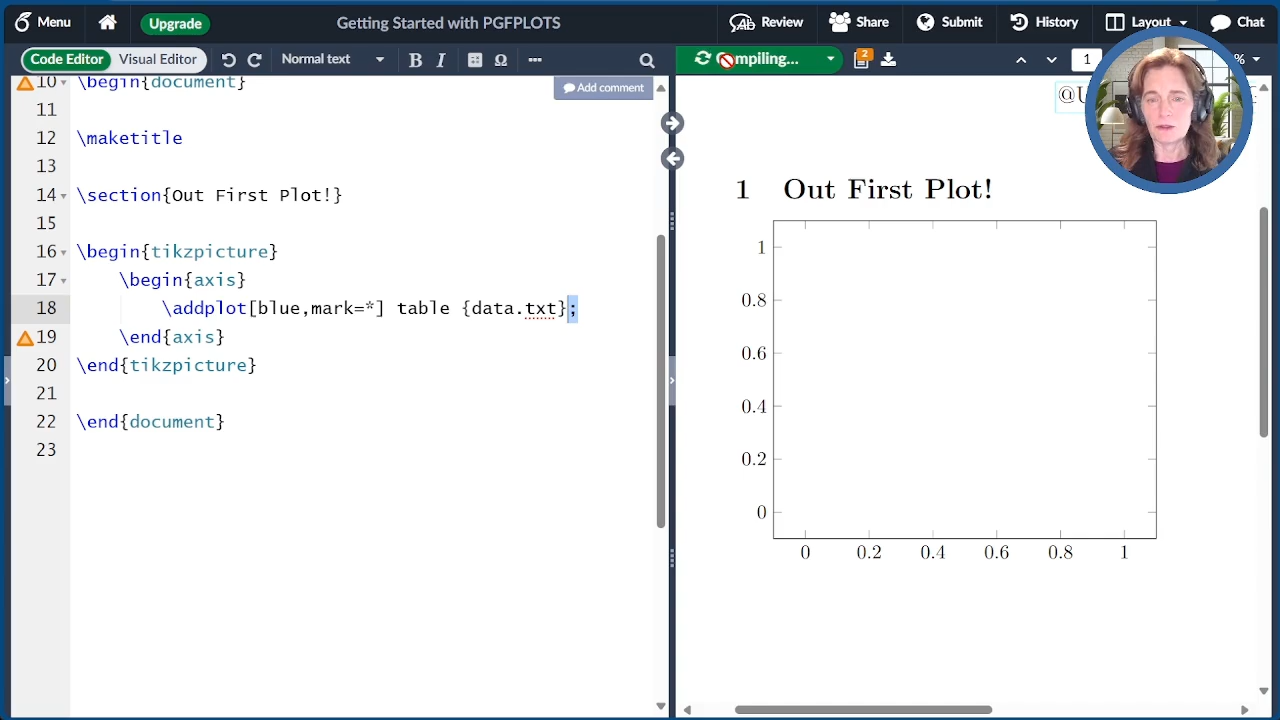 Menu
Upgrade
Getting Started with PGFPLOTS
Review
Share
Submit
History
Layout
Chat
Code Editor
Visual Editor
Normal text
B
I
Ω
2
1
% 
10 \begin{document}
Add comment
11
12 \maketitle
13
14 \section{Out First Plot!}
15
16 \begin{tikzpicture}
17 \begin{axis}
18 \addplot[blue,mark=*] table {data.txt};
19 \end{axis}
20 \end{tikzpicture}
21
22 \end{document}
23
1 Out First Plot!
1
0.8
0.6
0.4
0.2
0
0 0.2 0.4 0.6 0.8 1